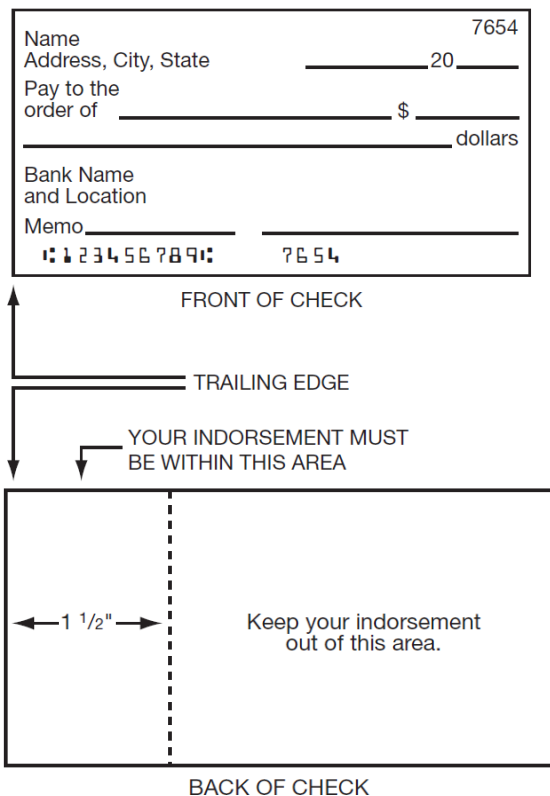 7654
Name
Address, City, State
20
Pay to the
order of $
dollars
Bank Name
and Location
Memo
⑆123456789⑆ 7654
FRONT OF CHECK
TRAILING EDGE
YOUR INDORSEMENT MUST
BE WITHIN THIS AREA
1 1/2"
Keep your indorsement
out of this area.
BACK OF CHECK